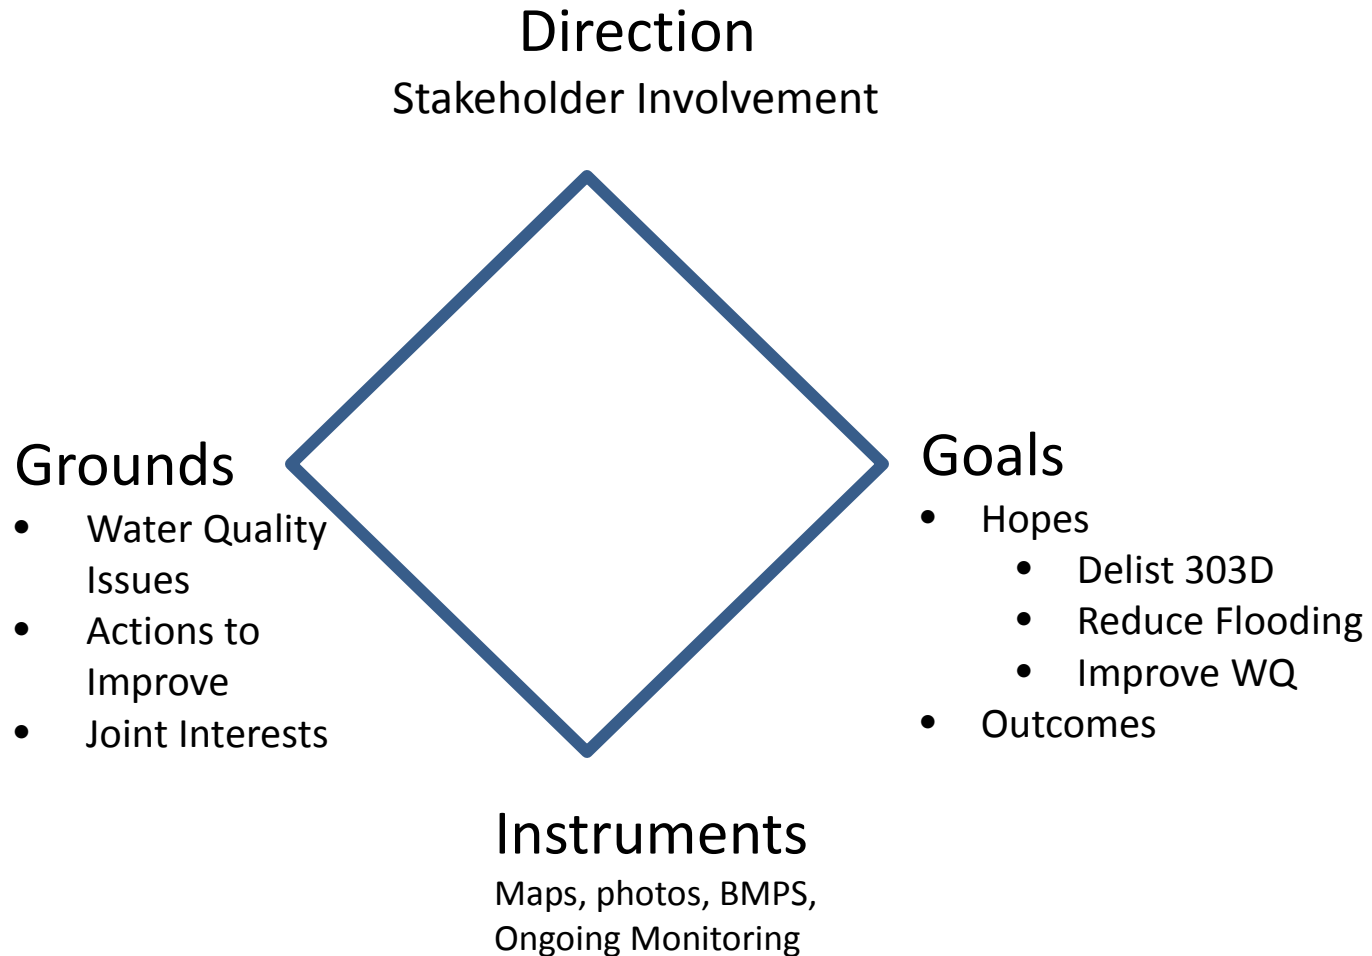 Direction
Stakeholder Involvement
Grounds
• Water Quality
Issues
• Actions to
Improve
• Joint Interests
Goals
• Hopes
• Delist 303D
• Reduce Flooding
• Improve WQ
• Outcomes
Instruments
Maps, photos, BMPS,
Ongoing Monitoring